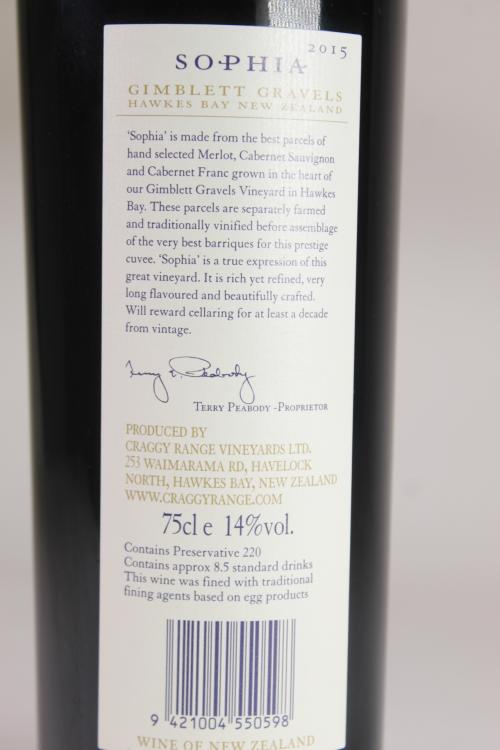 2015
SOPHIA
GIMBLETT GRAVELS
HAWKES BAY NEW ZEALAND
'Sophia' is made from the best parcels of
hand selected Merlot, Cabernet Sauvignon
and Cabernet Franc grown in the heart of
our Gimblett Gravels Vineyard in Hawkes
Bay. These parcels are separately farmed
and traditionally vinified before assemblage
of the very best barriques for this prestige
cuvee. 'Sophia' is a true expression of this
great vineyard. It is rich yet refined, very
long flavoured and beautifully crafted.
Will reward cellaring for at least a decade
from vintage.
Terry E. Peabody
TERRY PEABODY -PROPRIETOR
PRODUCED BY
CRAGGY RANGE VINEYARDS LTD.
253 WAIMARAMA RD, HAVELOCK
NORTH, HAWKES BAY, NEW ZEALAND
WWW.CRAGGYRANGE.COM
75cl e 14%vol.
Contains Preservative 220
Contains approx 8.5 standard drinks
This wine was fined with traditional
fining agents based on egg products
9 421004 550598
WINE OF NEW ZEALAND